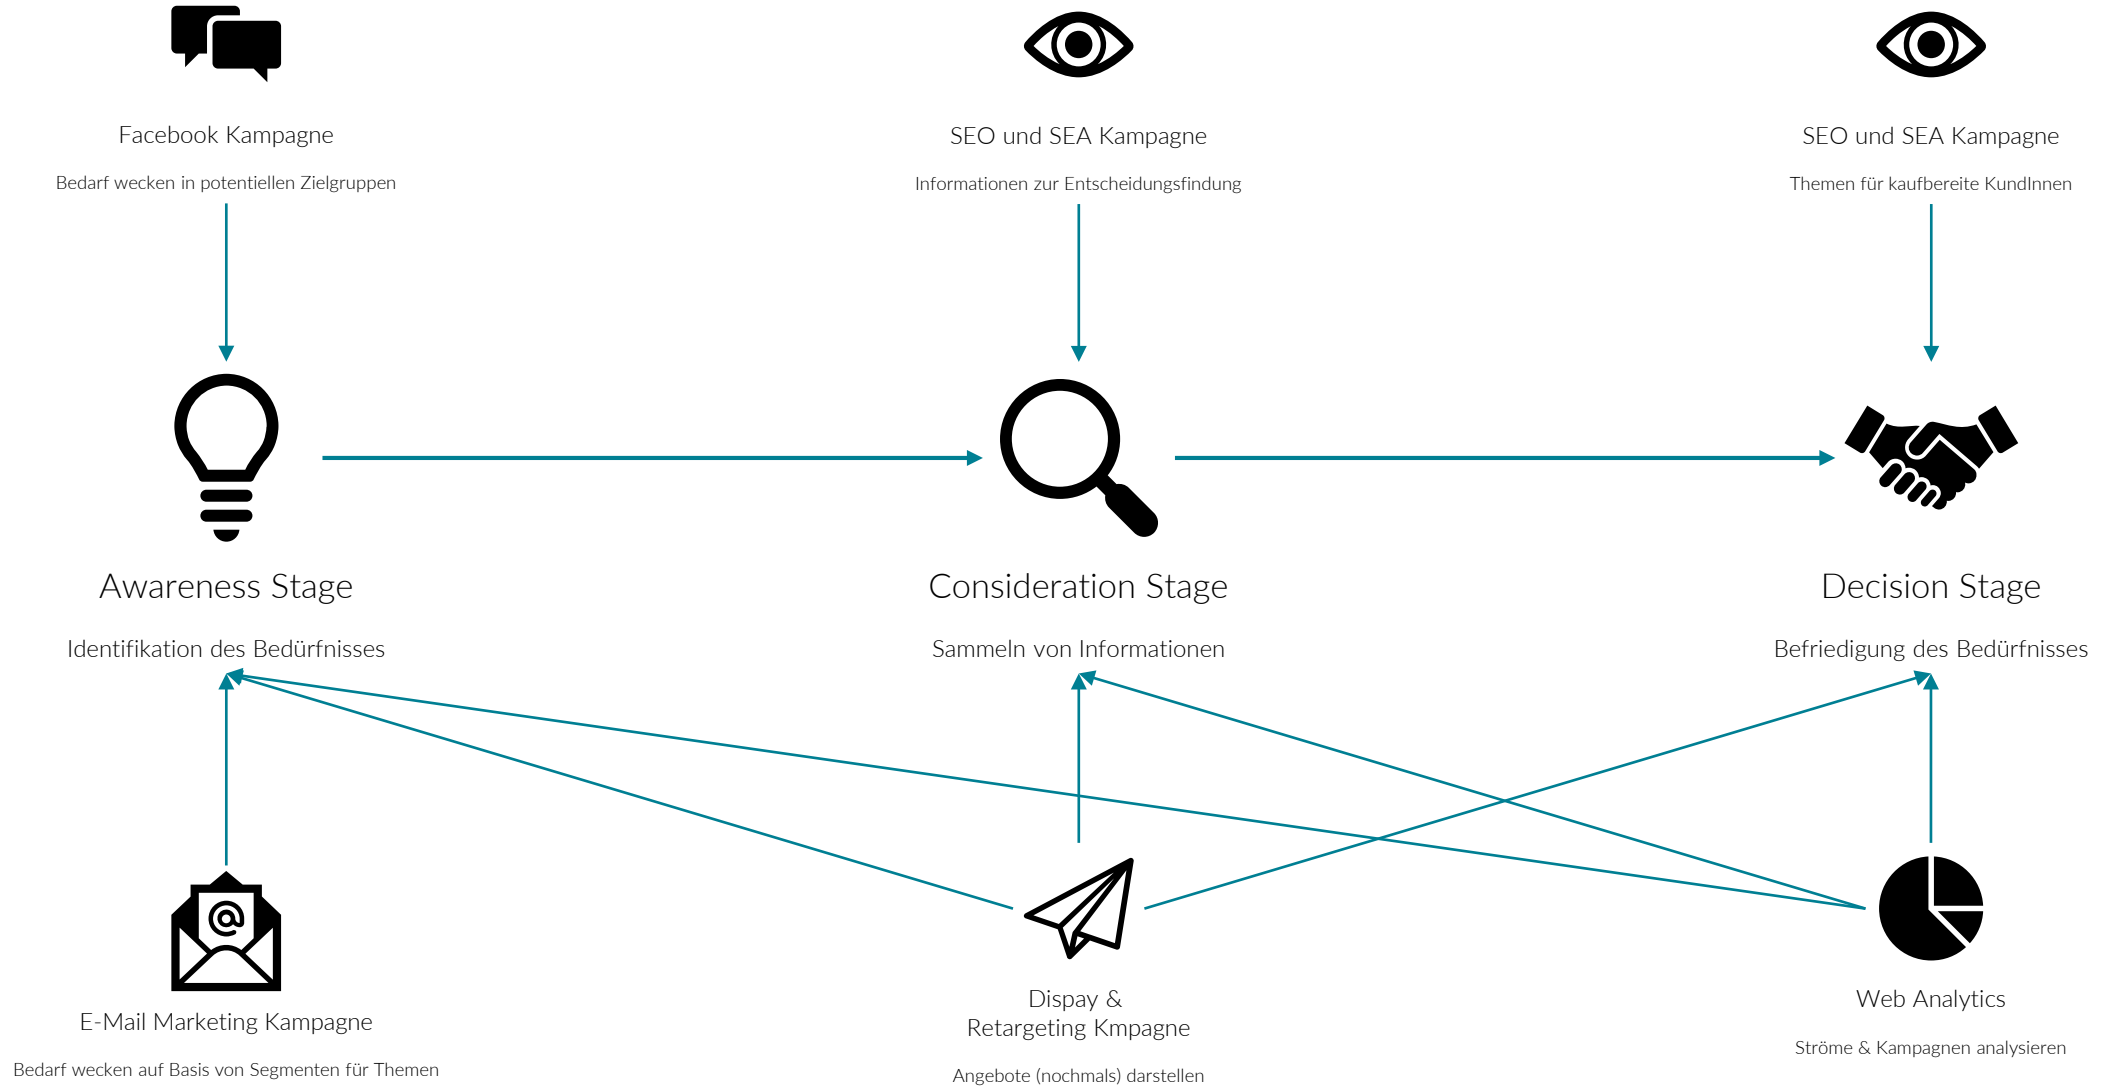 Facebook Kampagne
Bedarf wecken in potentiellen Zielgruppen
SEO und SEA Kampagne
Informationen zur Entscheidungsfindung
SEO und SEA Kampagne
Themen für kaufbereite KundInnen
Awareness Stage
Identifikation des Bedürfnisses
Consideration Stage
Sammeln von Informationen
Decision Stage
Befriedigung des Bedürfnisses
@
E-Mail Marketing Kampagne
Bedarf wecken auf Basis von Segmenten für Themen
Dispay &
Retargeting Kmpagne
Angebote (nochmals) darstellen
Web Analytics
Ströme & Kampagnen analysieren